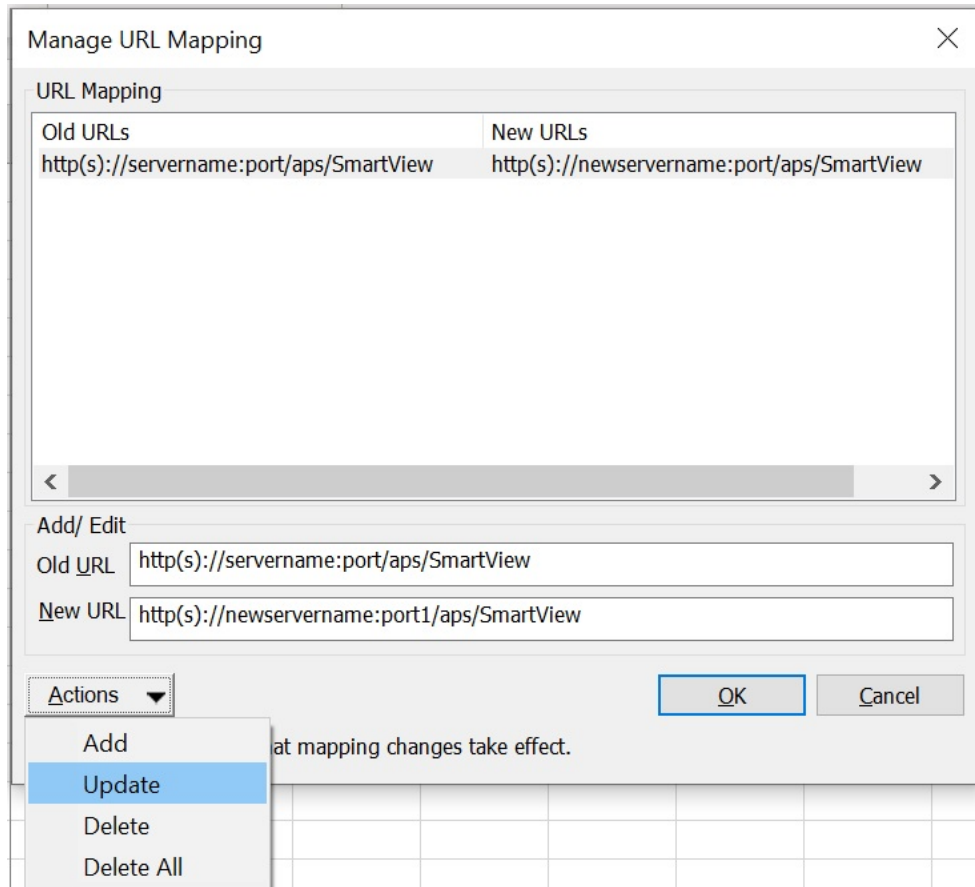 Manage URL Mapping
URL Mapping
Old URLs New URLs
http(s)://servername:port/aps/SmartView http(s)://newservername:port/aps/SmartView
Add/ Edit
Old URL http(s)://servername:port/aps/SmartView
New URL http(s)://newservername:port1/aps/SmartView
Actions OK Cancel
Add at mapping changes take effect.
Update
Delete
Delete All